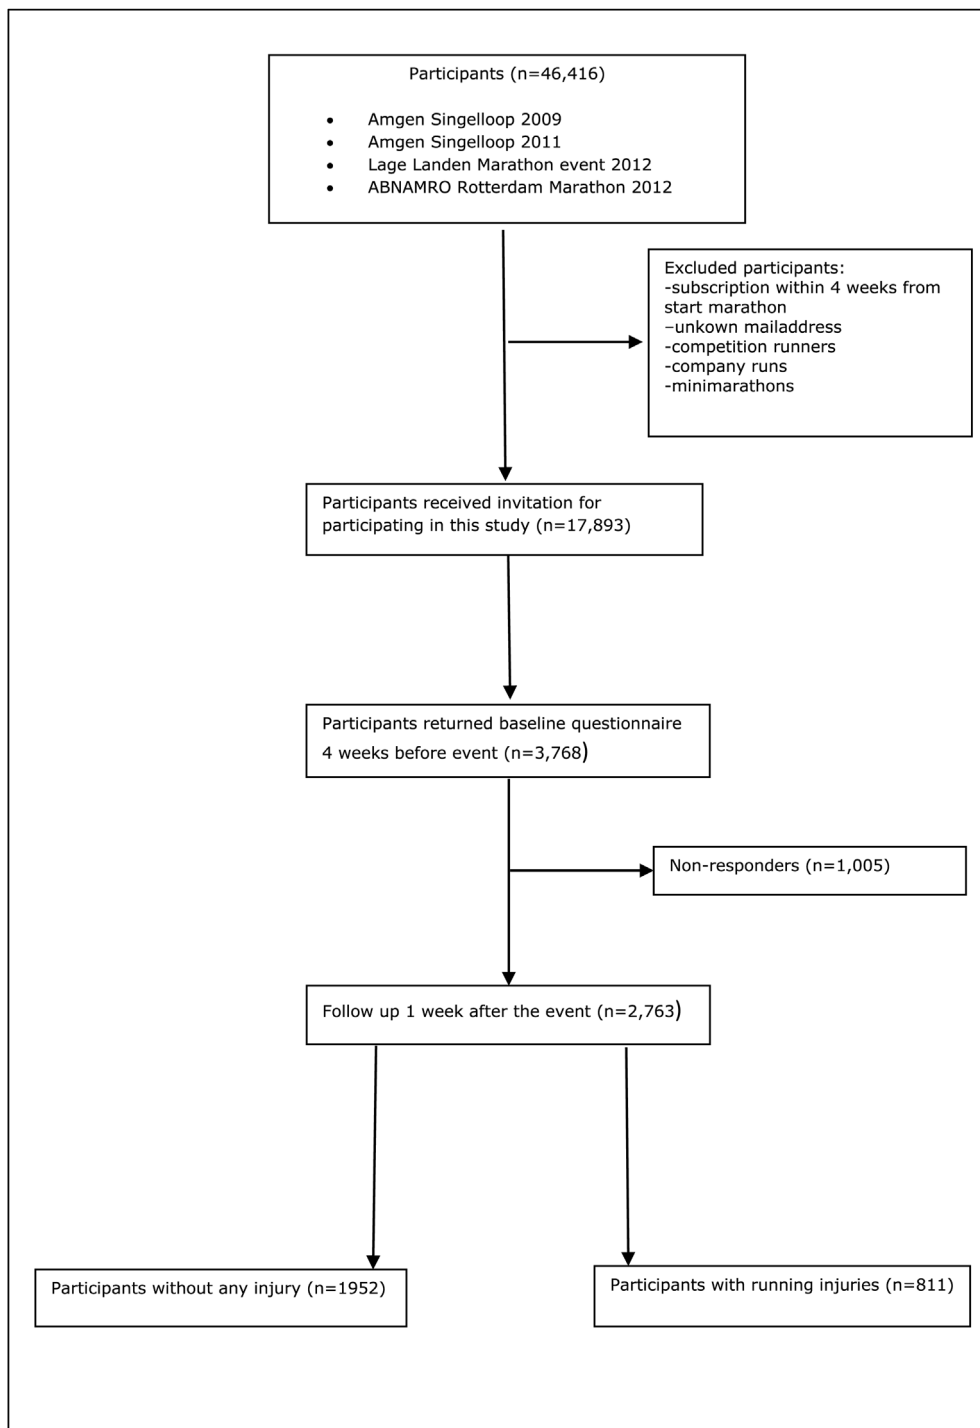 Participants (n=46,416)
• Amgen Singelloop 2009
• Amgen Singelloop 2011
• Lage Landen Marathon event 2012
• ABNAMRO Rotterdam Marathon 2012
Excluded participants:
-subscription within 4 weeks from
start marathon
–unkown mailaddress
-competition runners
-company runs
-minimarathons
Participants received invitation for
participating in this study (n=17,893)
Participants returned baseline questionnaire
4 weeks before event (n=3,768)
Non-responders (n=1,005)
Follow up 1 week after the event (n=2,763)
Participants without any injury (n=1952)
Participants with running injuries (n=811)